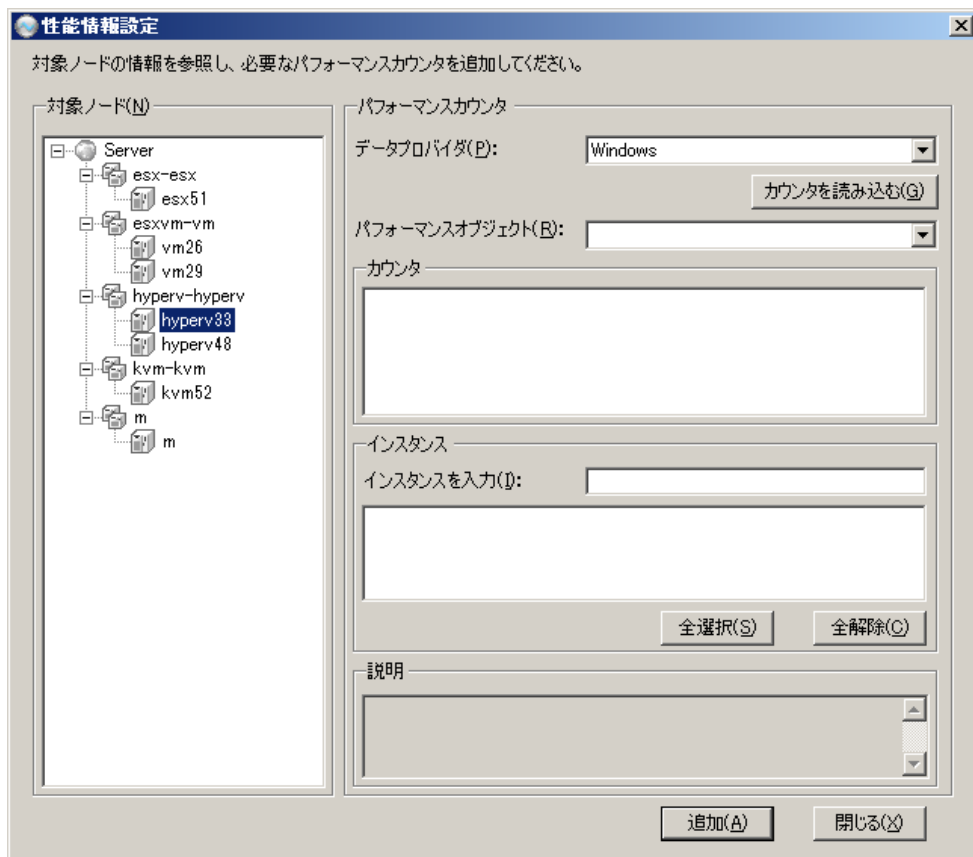 性能情報設定
対象ノードの情報を参照し、必要なパフォーマンスカウンタを追加してください。
対象ノード(N)
Server
esx-esx
esx51
esxvm-vm
vm26
vm29
hyperv-hyperv
hyperv33
hyperv48
kvm-kvm
kvm52
m
m
パフォーマンスカウンタ
データプロバイダ(P):
Windows
カウンタを読み込む(G)
パフォーマンスオブジェクト(R):
カウンタ
インスタンス
インスタンスを入力(I):
全選択(S)
全解除(C)
説明
追加(A)
閉じる(X)